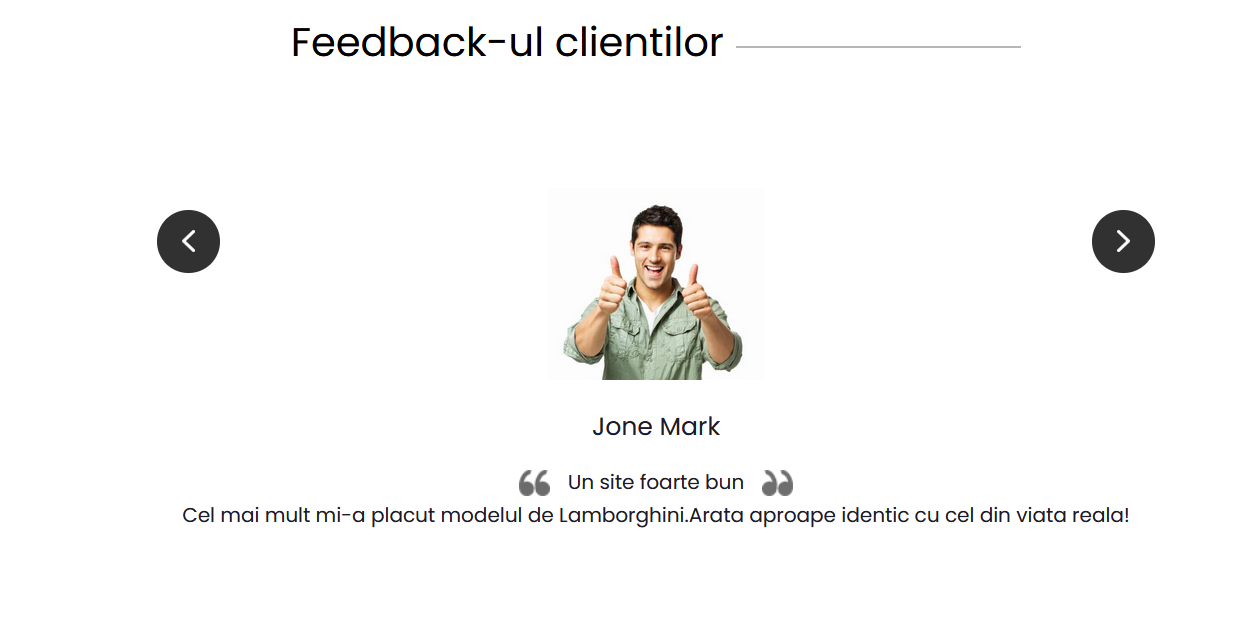 Feedback-ul clientilor
Jone Mark
Un site foarte bun
Cel mai mult mi-a placut modelul de Lamborghini.Arata aproape identic cu cel din viata reala!